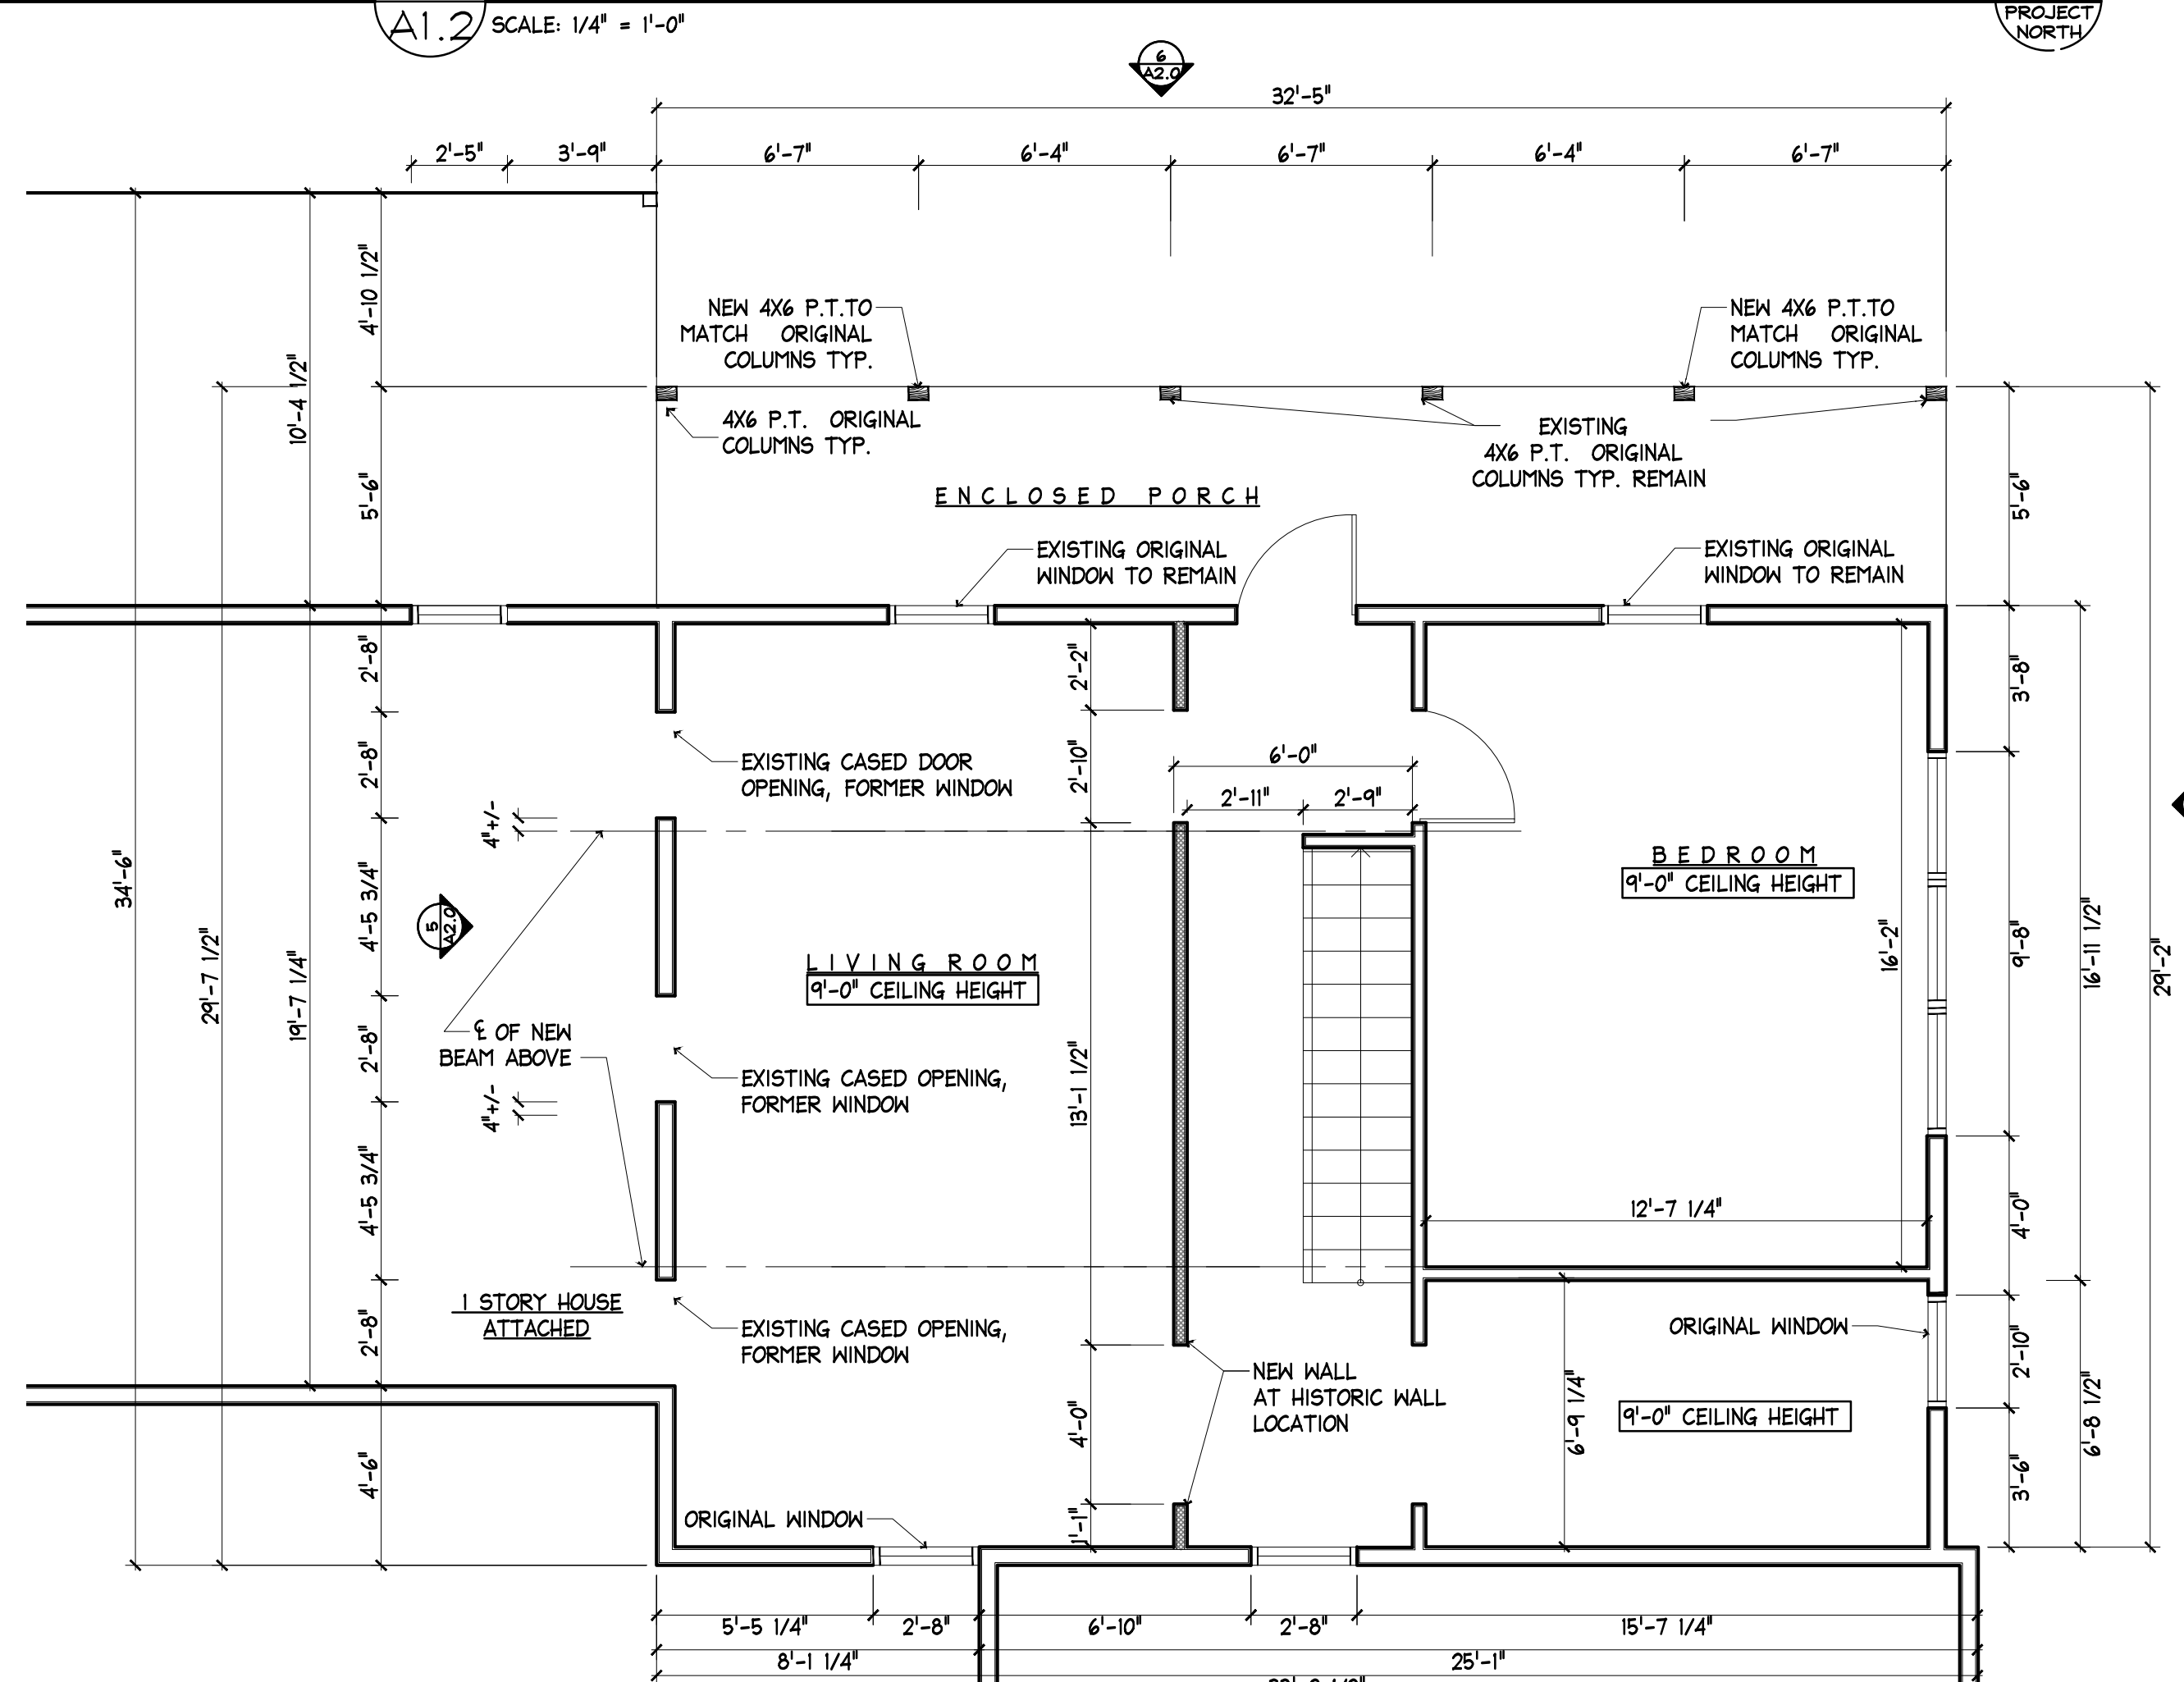 A1.2 SCALE: 1/4" = 1'-0"
PROJECT
NORTH
6
A2.0
32'-5"
2'-5" 3'-9" 6'-7" 6'-4" 6'-7" 6'-4" 6'-7"
4'-10 1/2"
10'-4 1/2"
5'-6"
NEW 4X6 P.T.TO
MATCH ORIGINAL
COLUMNS TYP.
NEW 4X6 P.T.TO
MATCH ORIGINAL
COLUMNS TYP.
4X6 P.T. ORIGINAL
COLUMNS TYP.
EXISTING
4X6 P.T. ORIGINAL
COLUMNS TYP. REMAIN
ENCLOSED PORCH
5'-6"
EXISTING ORIGINAL
WINDOW TO REMAIN
EXISTING ORIGINAL
WINDOW TO REMAIN
2'-8"
2'-2"
3'-8"
EXISTING CASED DOOR
OPENING, FORMER WINDOW
2'-8"
2'-10"
6'-0"
2'-11" 2'-9"
4"+/-
BEDROOM
9'-0" CEILING HEIGHT
34'-6"
29'-7 1/2"
19'-7 1/4"
4'-5 3/4"
5
A2.0
LIVING ROOM
9'-0" CEILING HEIGHT
16'-2"
9'-8"
16'-11 1/2"
29'-2"
℄ OF NEW
BEAM ABOVE
2'-8"
4"+/-
EXISTING CASED OPENING,
FORMER WINDOW
13'-1 1/2"
4'-5 3/4"
12'-7 1/4"
4'-0"
1 STORY HOUSE
ATTACHED
2'-8"
EXISTING CASED OPENING,
FORMER WINDOW
ORIGINAL WINDOW
2'-10"
NEW WALL
AT HISTORIC WALL
LOCATION
6'-9 1/4"
9'-0" CEILING HEIGHT
6'-8 1/2"
4'-0"
4'-6"
3'-6"
ORIGINAL WINDOW
1'-1"
5'-5 1/4" 2'-8" 6'-10" 2'-8" 15'-7 1/4"
8'-1 1/4" 25'-1"